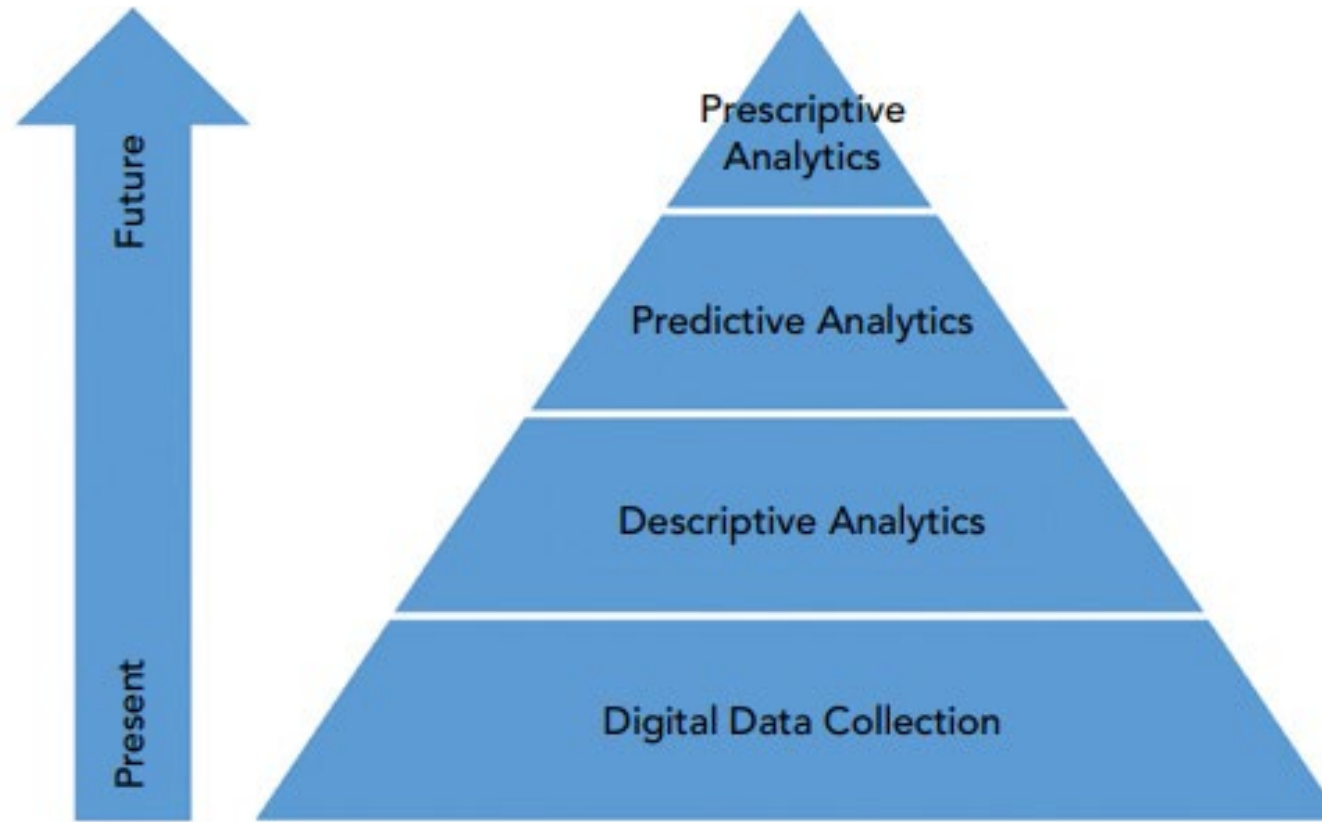 Future
Present
Prescriptive
Analytics
Predictive Analytics
Descriptive Analytics
Digital Data Collection